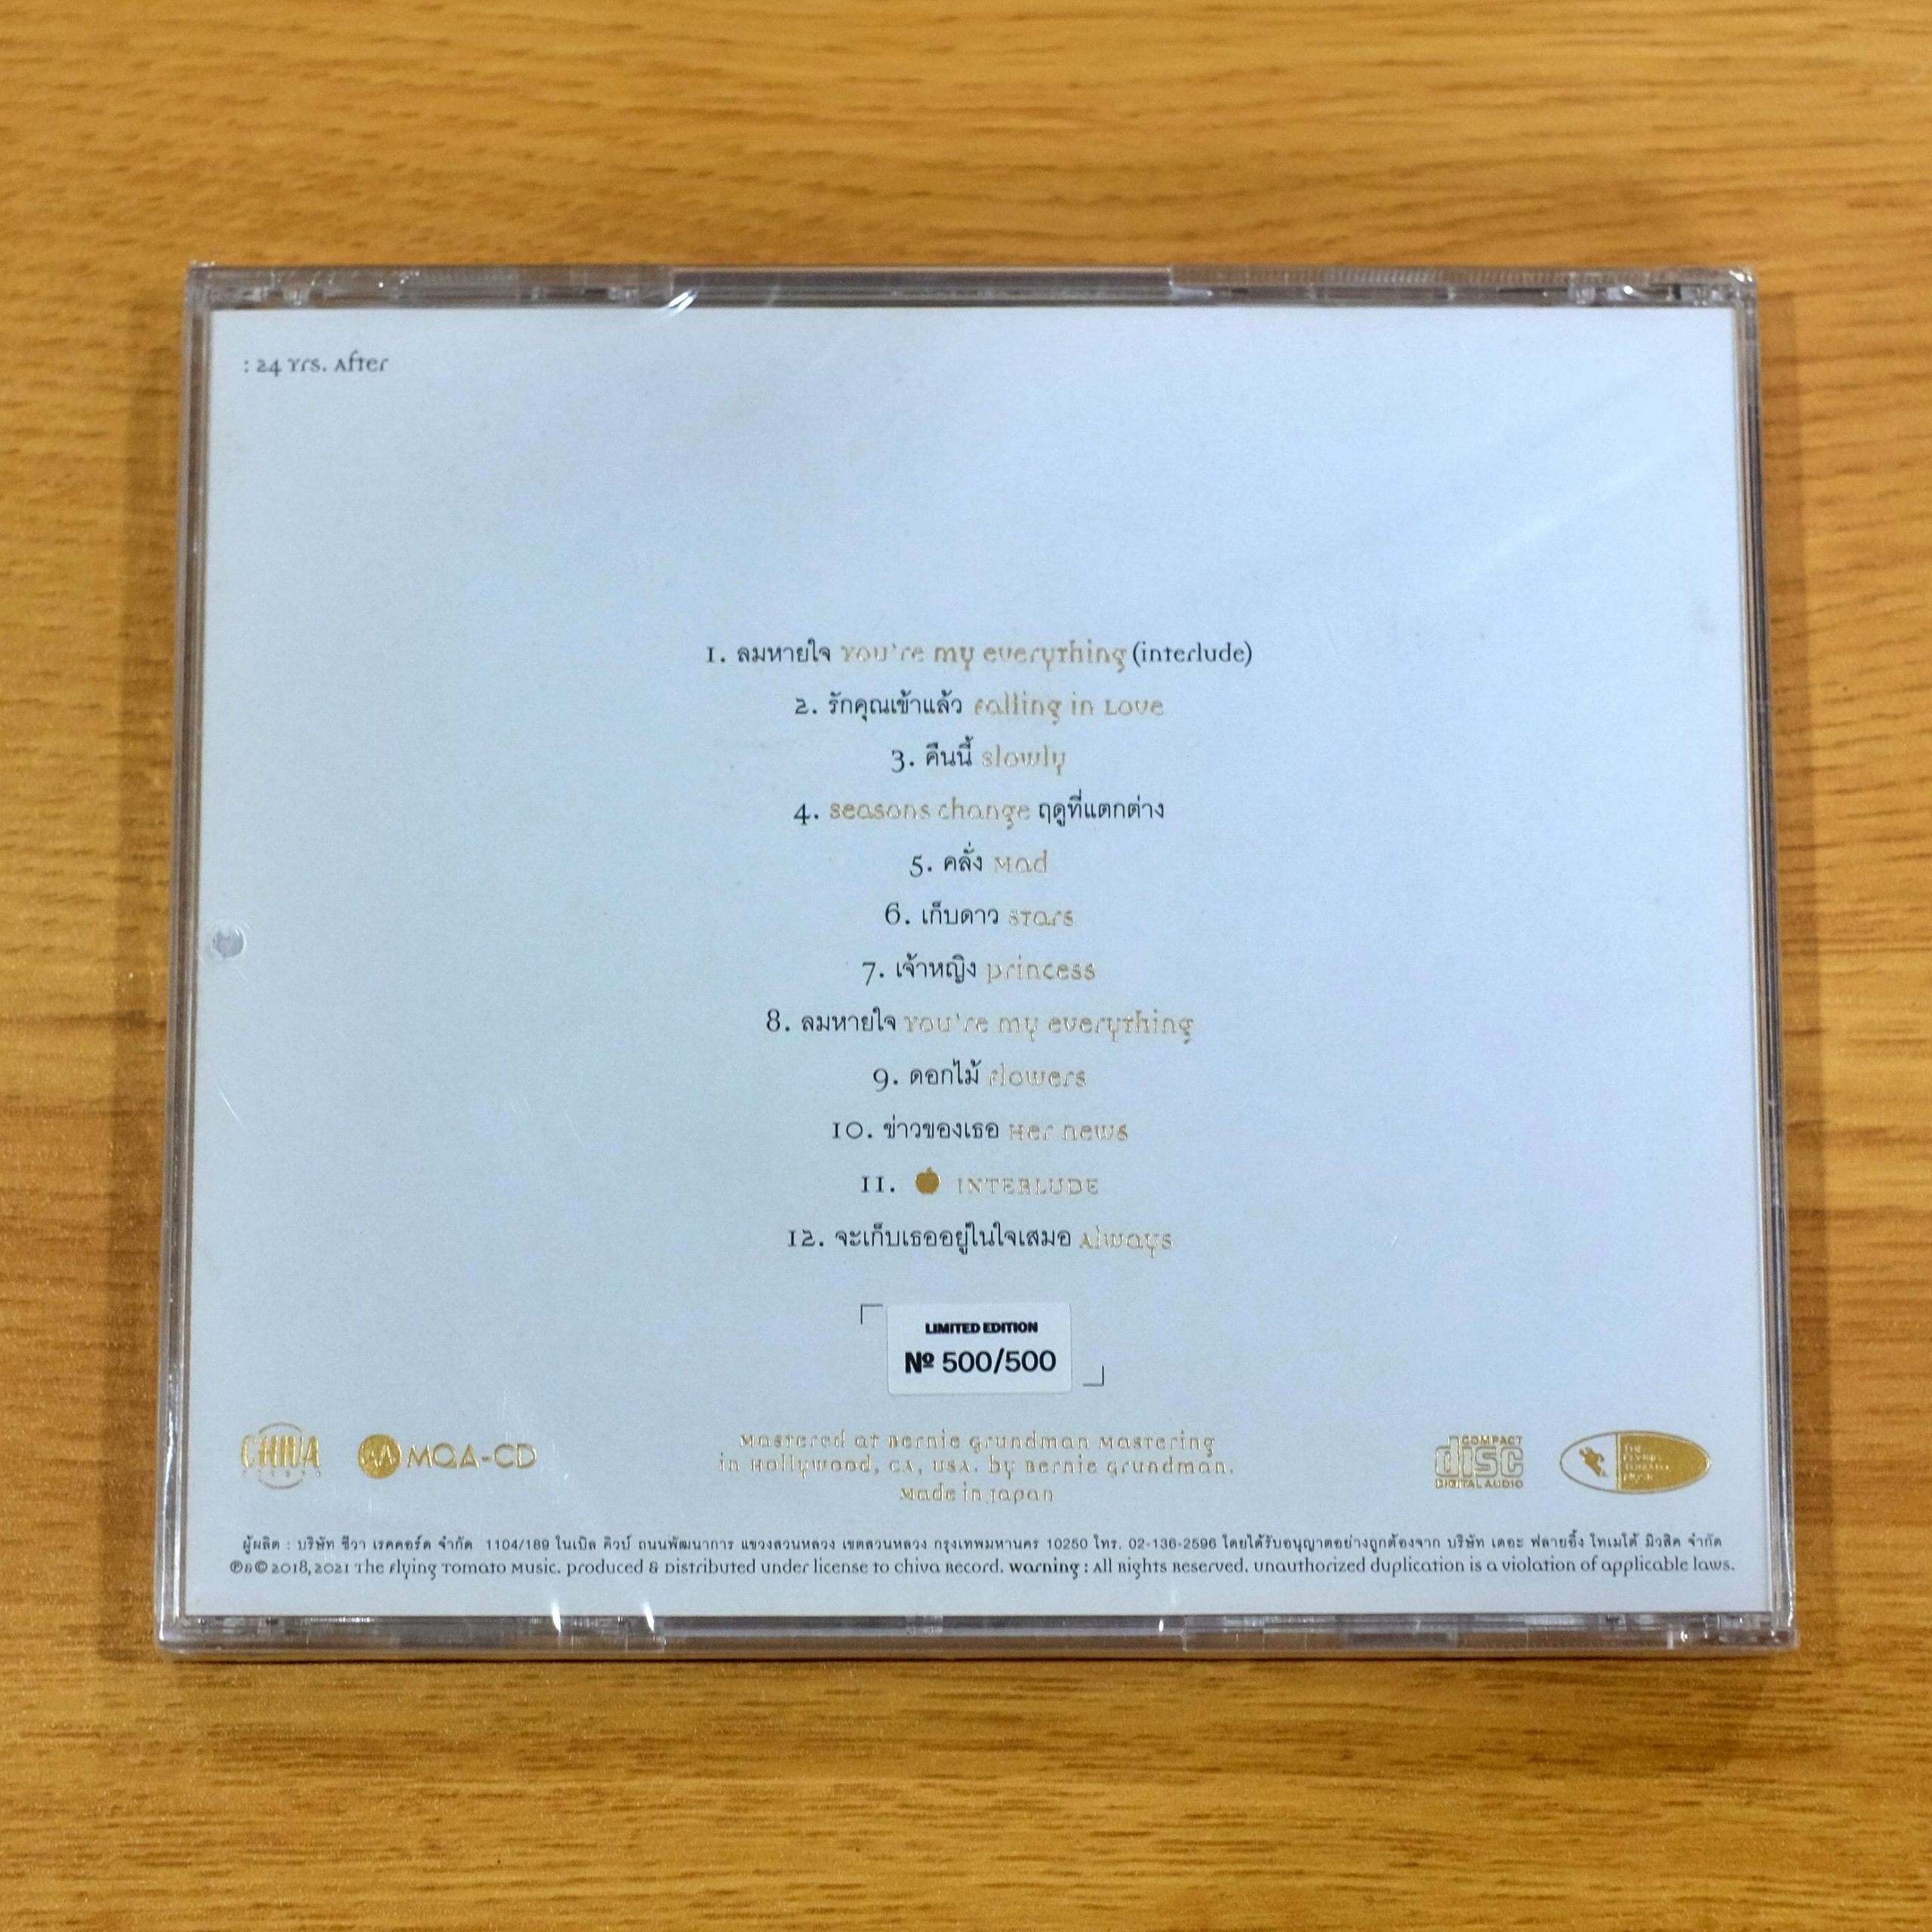 : 24 Yrs. After
1. ลมหายใจ You're My Everything (interlude)
2. รักคุณเข้าแล้ว Falling in Love
3. คืนนี้ Slowly
4. Seasons Change ฤดูที่แตกต่าง
5. คลั่ง Mad
6. เก็บดาว Stars
7. เจ้าหญิง Princess
8. ลมหายใจ You're My Everything
9. ดอกไม้ Flowers
10. ข่าวของเธอ Her News
11. INTERLUDE
12. จะเก็บเธออยู่ในใจเสมอ Always
LIMITED EDITION
Nº 500/500
CHIVA
MQA-CD
Mastered at Bernie Grundman Mastering
in Hollywood, CA, USA. by Bernie Grundman.
Made in Japan
COMPACT
disc
DIGITAL AUDIO
ผู้ผลิต : บริษัท ชีวา เรคคอร์ด จำกัด 1104/189 ในเบิล คิวบ์ ถนนพัฒนาการ แขวงสวนหลวง เขตสวนหลวง กรุงเทพมหานคร 10250 โทร. 02-136-2596 โดยได้รับอนุญาตอย่างถูกต้องจาก บริษัท เดอะ ฟลายอิ้ง โทเมโต้ มิวสิค จำกัด
℗&© 2018, 2021 The Flying Tomato Music. Produced & Distributed under license to Chiva Record. Warning : All Rights Reserved. Unauthorized duplication is a violation of applicable laws.